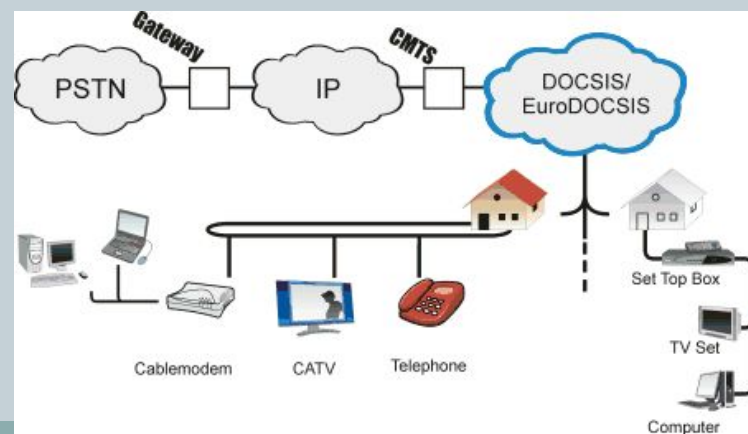 Gateway
CMTS
PSTN
IP
DOCSIS/
EuroDOCSIS
Set Top Box
TV Set
Cablemodem
CATV
Telephone
Computer